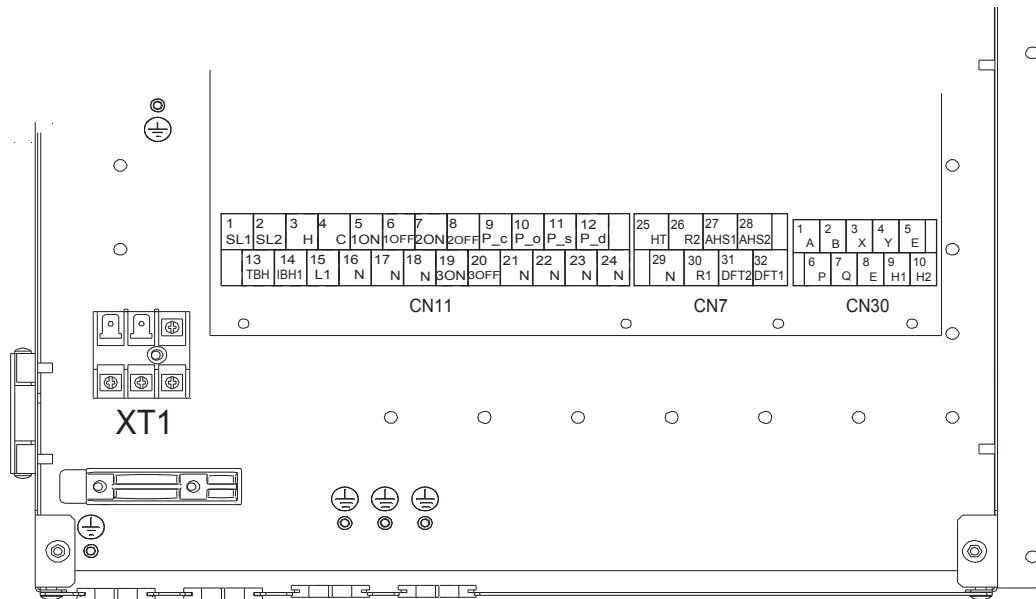 1 2 3 4 5 6 7 8 9 10 11 12
SL1 SL2 H C 1ON 1OFF 2ON 2OFF P_c P_o P_s P_d
13 14 15 16 17 18 19 20 21 22 23 24
TBH IBH1 L1 N N N 3ON 3OFF N N N N
CN11
25 26 27 28
HT R2 AHS1 AHS2
29 30 31 32
N R1 DFT2 DFT1
CN7
1 2 3 4 5
A B X Y E
6 7 8 9 10
P Q E H1 H2
CN30
XT1